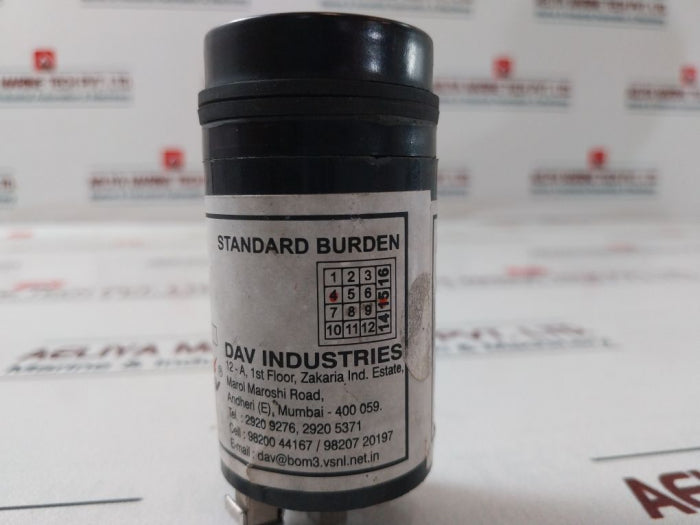 STANDARD BURDEN
1 2 3 16
4 5 6 15
7 8 9 14
10 11 12
DAV INDUSTRIES
12 - A, 1st Floor, Zakaria Ind. Estate,
Marol Maroshi Road,
Andheri (E), Mumbai - 400 059.
Tel. : 2920 9276, 2920 5371
Cell : 98200 44167 / 98207 20197
E-mail : dav@bom3.vsnl.net.in